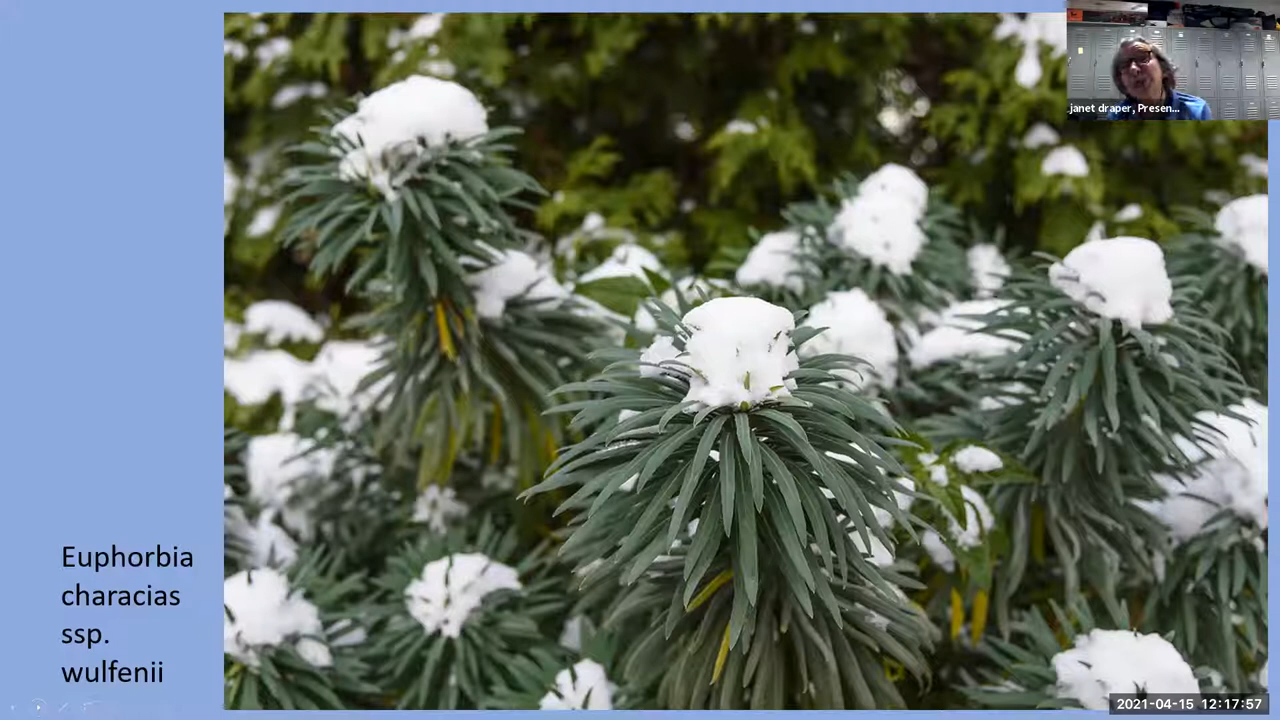 janet draper, Presen...
Euphorbia
characias
ssp.
wulfenii
2021-04-15 12:17:57